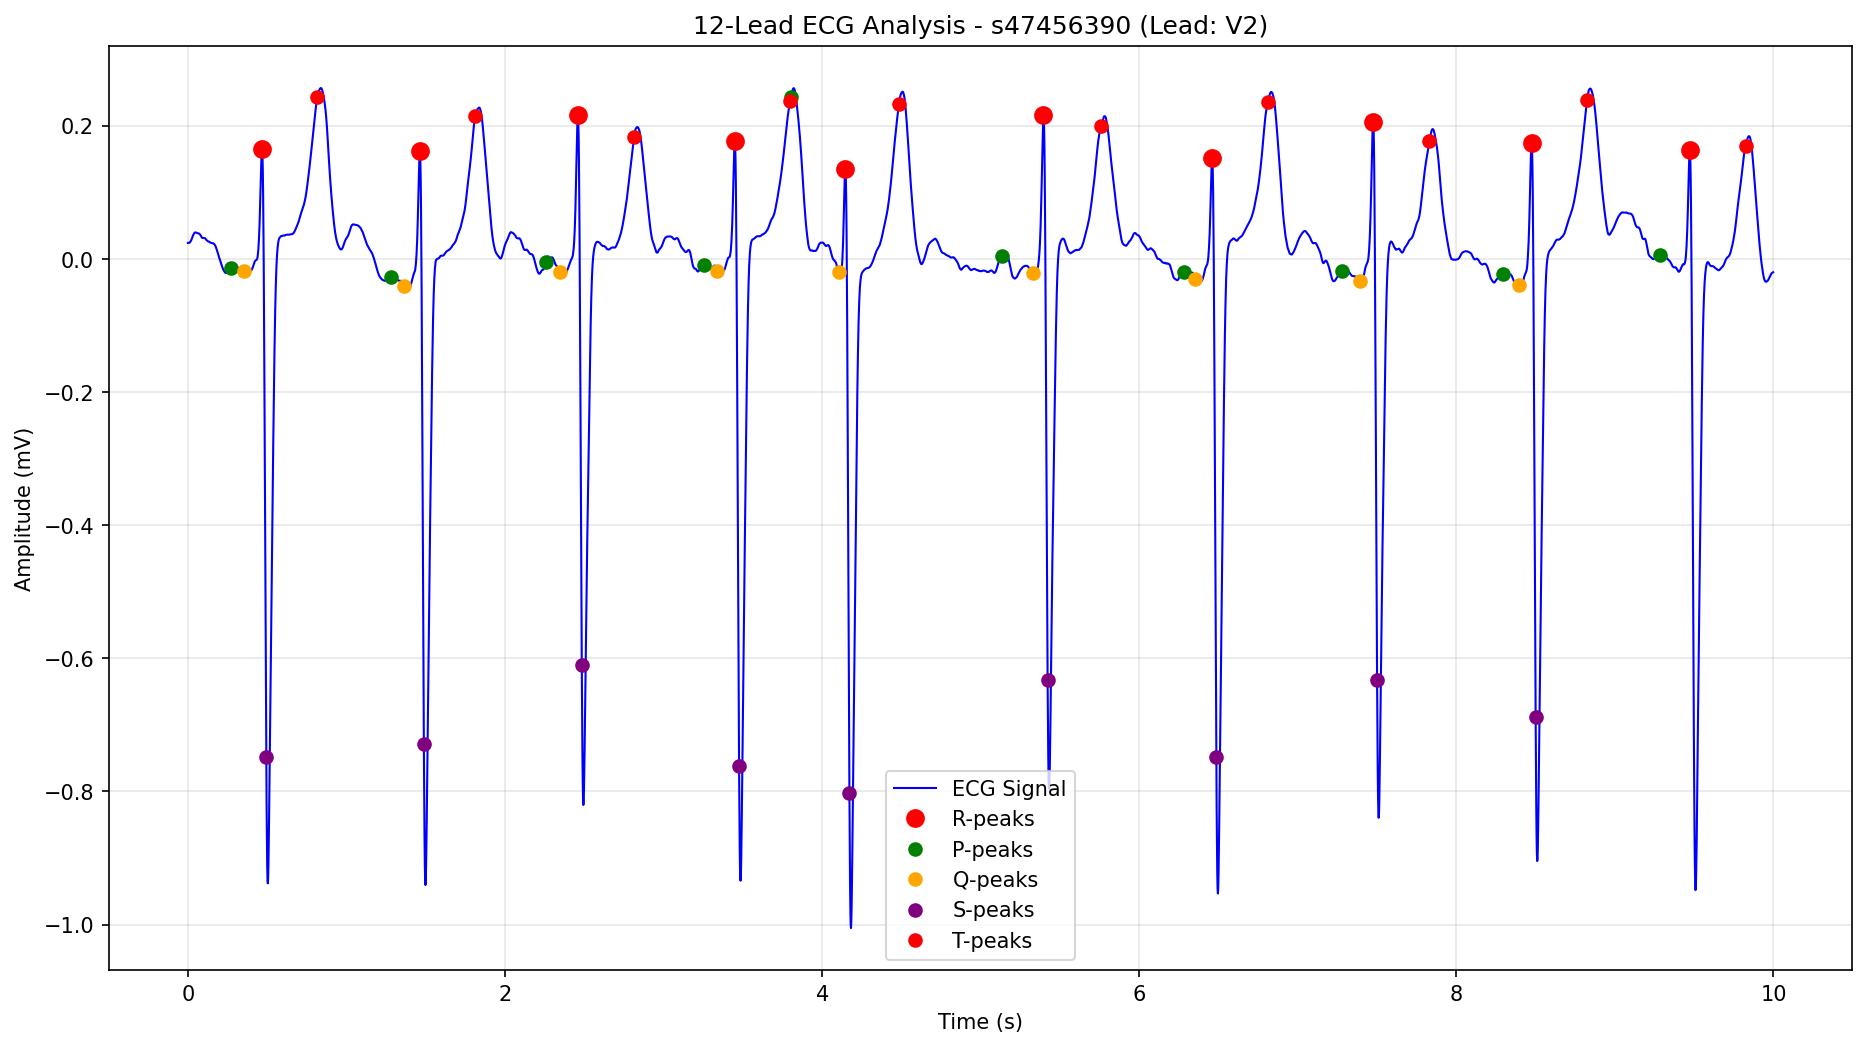 12-Lead ECG Analysis - s47456390 (Lead: V2)
Amplitude (mV)
0.2
0.0
−0.2
−0.4
−0.6
−0.8
−1.0
ECG Signal
R-peaks
P-peaks
Q-peaks
S-peaks
T-peaks
0 2 4 6 8 10
Time (s)